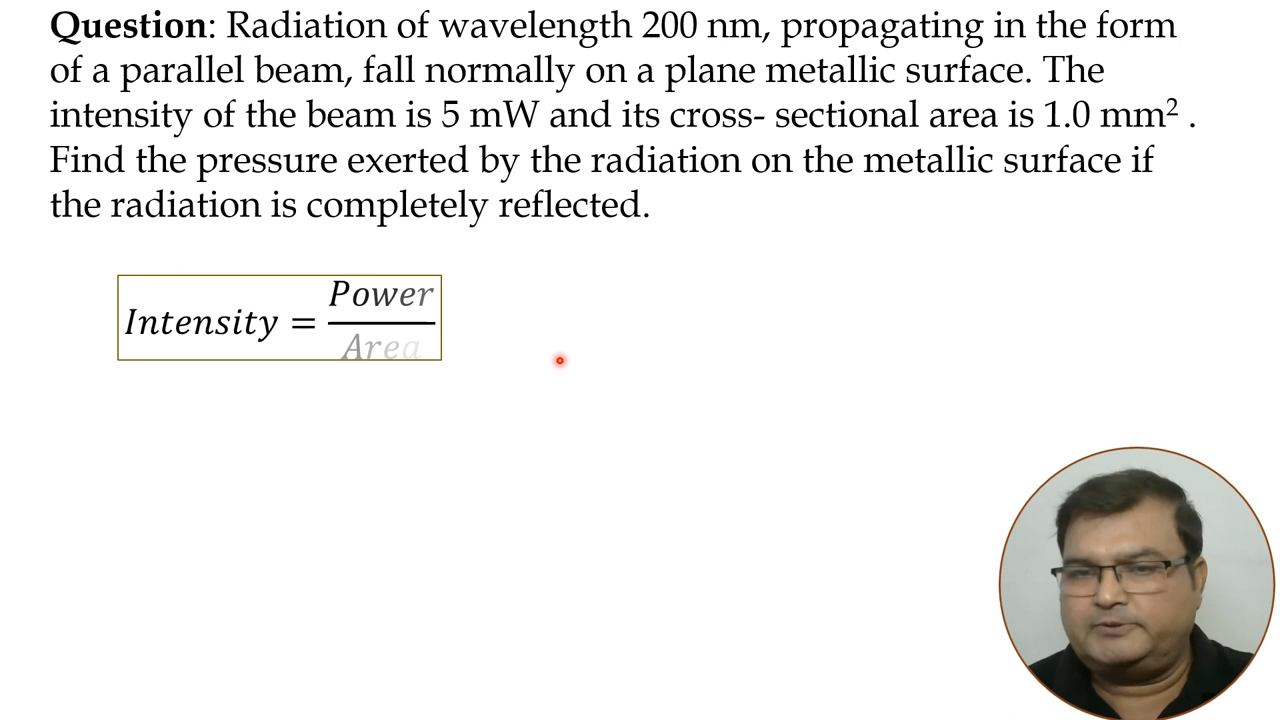 Question: Radiation of wavelength 200 nm, propagating in the form
of a parallel beam, fall normally on a plane metallic surface. The
intensity of the beam is 5 mW and its cross- sectional area is 1.0 mm² .
Find the pressure exerted by the radiation on the metallic surface if
the radiation is completely reflected.
Intensity = Power
Area